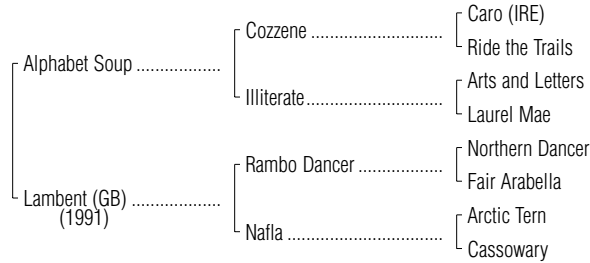 Caro (IRE)
Cozzene ..............................
Ride the Trails
Alphabet Soup ...................
Arts and Letters
Illiterate...............................
Laurel Mae
Northern Dancer
Rambo Dancer ...................
Fair Arabella
Lambent (GB) ....................
(1991)
Arctic Tern
Nafla ...................................
Cassowary